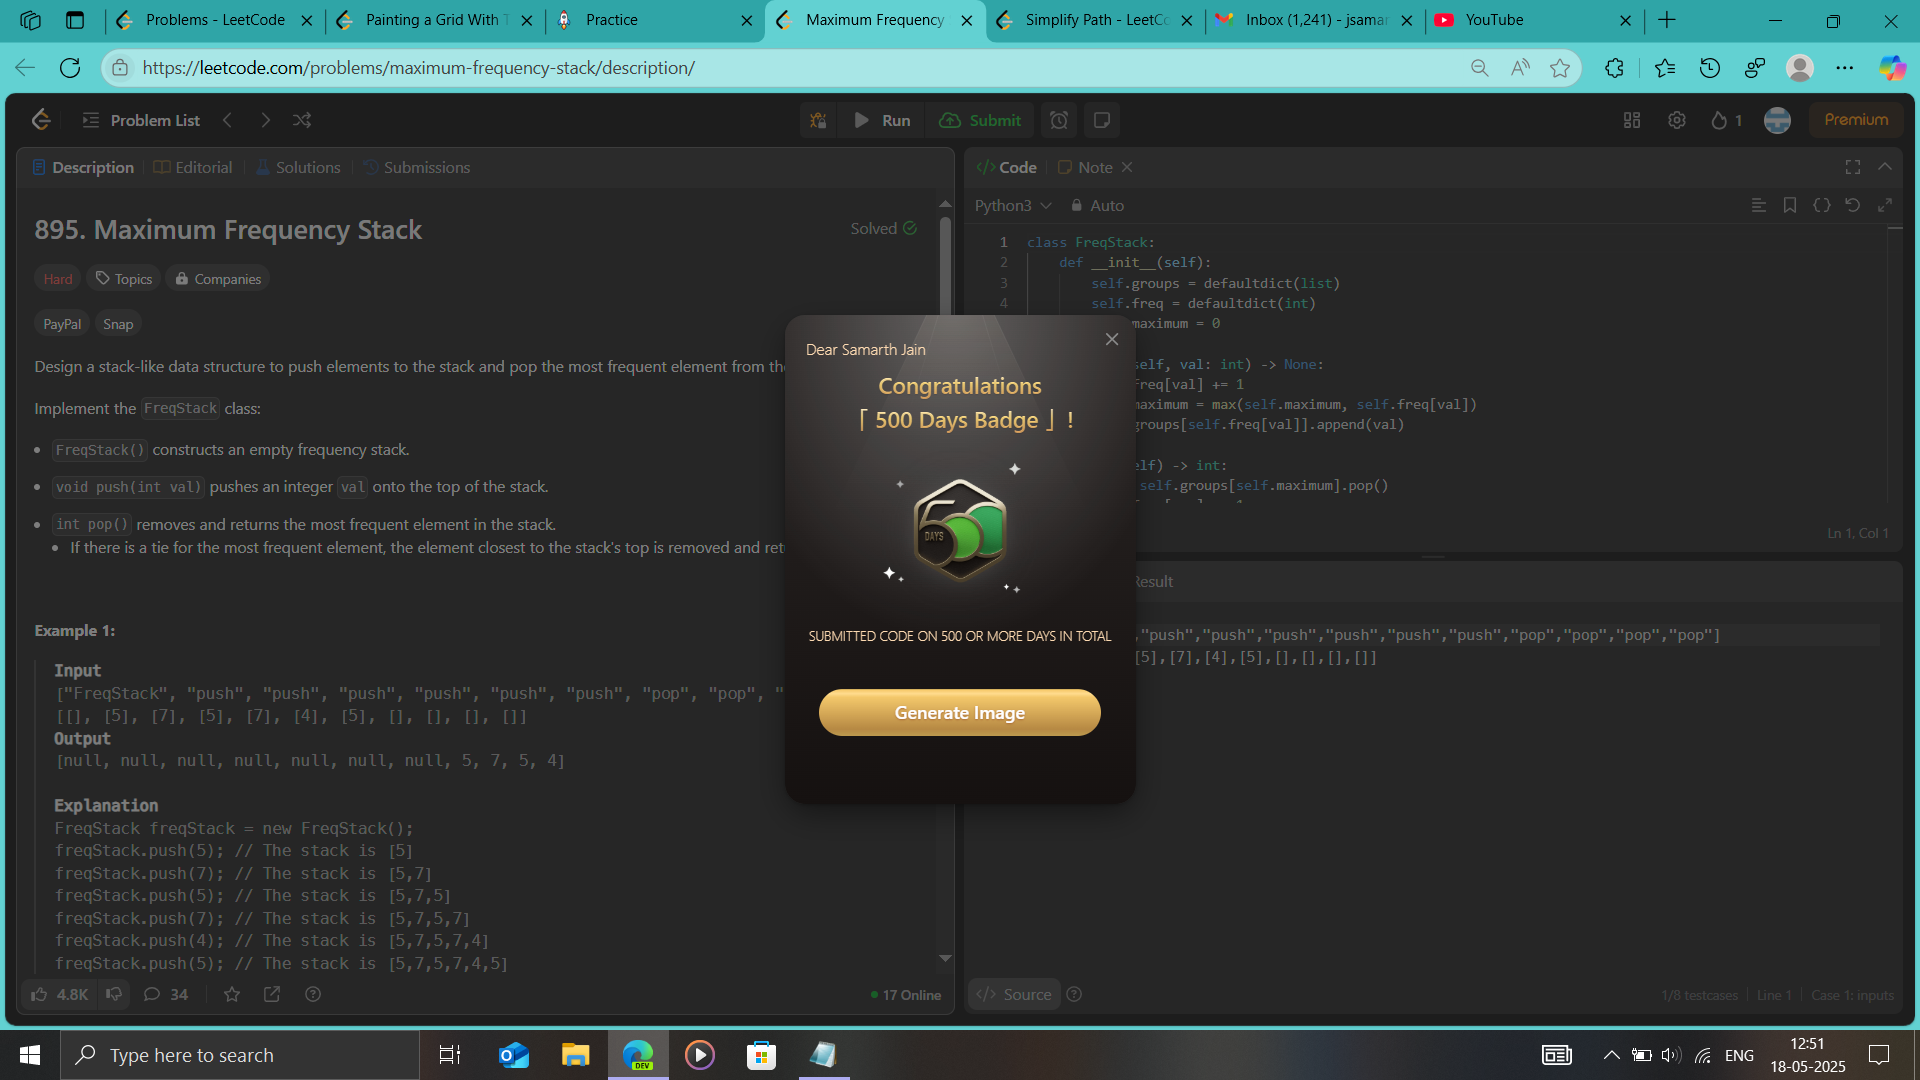 Problems - LeetCode
Painting a Grid With T
Practice
Maximum Frequency
Simplify Path - LeetCo
Inbox (1,241) - jsamar
YouTube
https://leetcode.com/problems/maximum-frequency-stack/description/
Problem List
Run
Submit
1
Premium
Description
Editorial
Solutions
Submissions
895. Maximum Frequency Stack
Solved
Hard
Topics
Companies
PayPal
Snap
Design a stack-like data structure to push elements to the stack and pop the most frequent element from the
Implement the FreqStack class:
• FreqStack() constructs an empty frequency stack.
• void push(int val) pushes an integer val onto the top of the stack.
• int pop() removes and returns the most frequent element in the stack.
• If there is a tie for the most frequent element, the element closest to the stack's top is removed and ret
Example 1:
Input
["FreqStack", "push", "push", "push", "push", "push", "push", "pop", "pop", "
[[], [5], [7], [5], [7], [4], [5], [], [], [], []]
Output
[null, null, null, null, null, null, null, 5, 7, 5, 4]
Explanation
FreqStack freqStack = new FreqStack();
freqStack.push(5); // The stack is [5]
freqStack.push(7); // The stack is [5,7]
freqStack.push(5); // The stack is [5,7,5]
freqStack.push(7); // The stack is [5,7,5,7]
freqStack.push(4); // The stack is [5,7,5,7,4]
freqStack.push(5); // The stack is [5,7,5,7,4,5]
4.8K
34
17 Online
Code
Note
Python3
Auto
1 class FreqStack:
2 def __init__(self):
3 self.groups = defaultdict(list)
4 self.freq = defaultdict(int)
maximum = 0
elf, val: int) -> None:
req[val] += 1
maximum = max(self.maximum, self.freq[val])
groups[self.freq[val]].append(val)
elf) -> int:
self.groups[self.maximum].pop()
Ln 1, Col 1
Dear Samarth Jain
Congratulations
「 500 Days Badge 」!
500
DAYS
SUBMITTED CODE ON 500 OR MORE DAYS IN TOTAL
Generate Image
Result
,"push","push","push","push","push","push","pop","pop","pop","pop"]
[5],[7],[4],[5],[],[],[],[]]
Source
1/8 testcases
Line 1
Case 1: inputs
Type here to search
DEV
ENG
12:51
18-05-2025